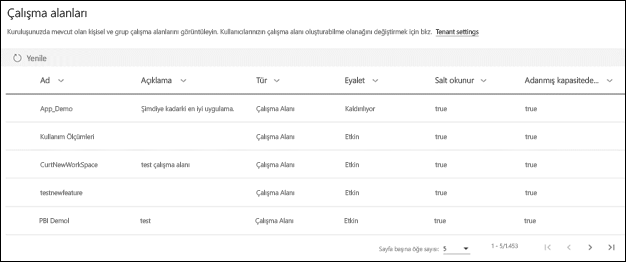 Çalışma alanları
Kuruluşunuzda mevcut olan kişisel ve grup çalışma alanlarını görüntüleyin. Kullanıcılarınızın çalışma alanı oluşturabilme olanağını değiştirmek için bkz. Tenant settings
Yenile
Ad Açıklama Tür Eyalet Salt okunur Adanmış kapasitede...
App_Demo Şimdiye kadarki en iyi uygulama. Çalışma Alanı Kaldırılıyor true true
Kullanım Ölçümleri Çalışma Alanı Etkin true true
CurtNewWorkSpace test çalışma alanı Çalışma Alanı Etkin true true
testnewfeature Çalışma Alanı Etkin true true
PBI Demol test Çalışma Alanı Etkin true true
Sayfa başına öğe sayısı: 5 1 - 5/1.453